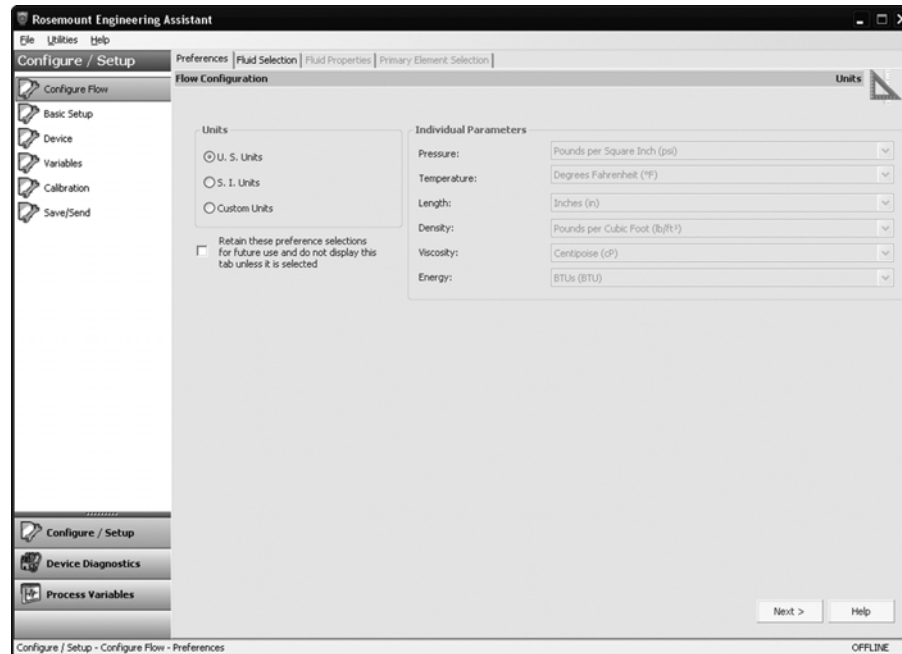 Rosemount Engineering Assistant
File Utilities Help
Configure / Setup
Preferences Fluid Selection Fluid Properties Primary Element Selection
Flow Configuration Units
Configure Flow
Basic Setup
Device
Variables
Calibration
Save/Send
Units
U. S. Units
S. I. Units
Custom Units
Retain these preference selections
for future use and do not display this
tab unless it is selected
Individual Parameters
Pressure: Pounds per Square Inch (psi)
Temperature: Degrees Fahrenheit (°F)
Length: Inches (in)
Density: Pounds per Cubic Foot (lb/ft³)
Viscosity: Centipoise (cP)
Energy: BTUs (BTU)
Configure / Setup
Device Diagnostics
Process Variables
Next > Help
Configure / Setup - Configure Flow - Preferences OFFLINE